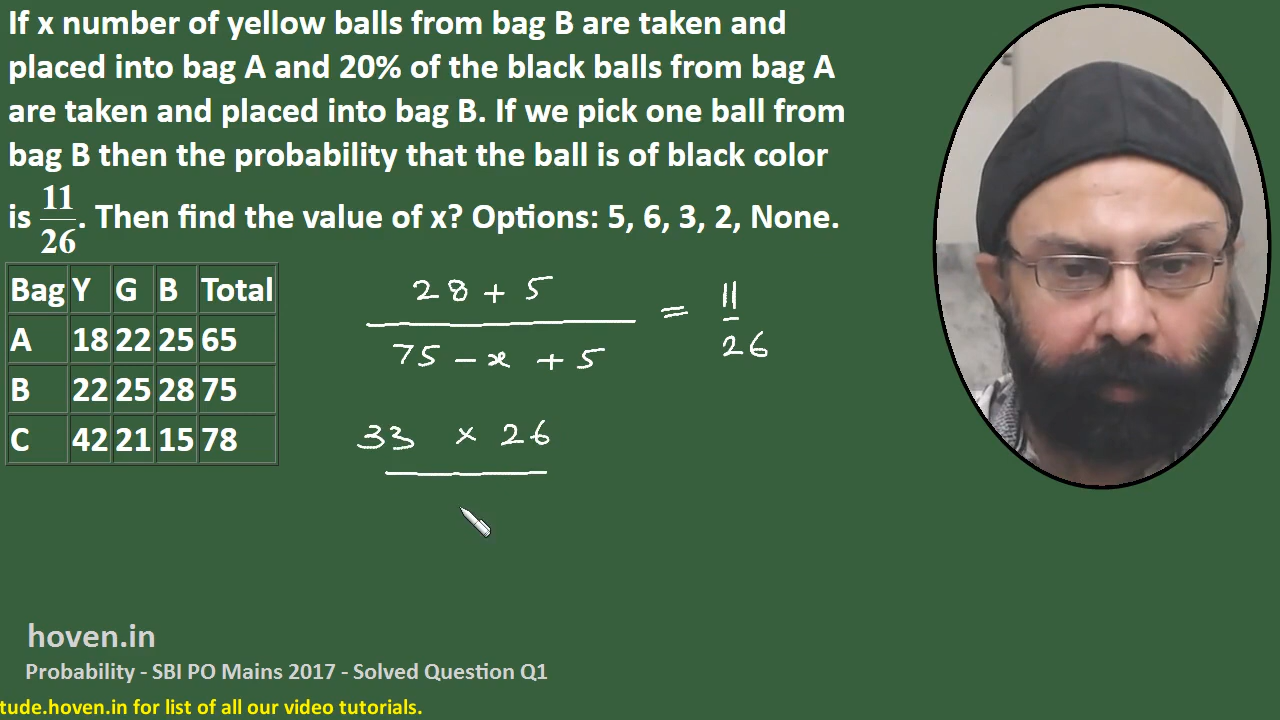 If x number of yellow balls from bag B are taken and
placed into bag A and 20% of the black balls from bag A
are taken and placed into bag B. If we pick one ball from
bag B then the probability that the ball is of black color
is 11/26. Then find the value of x? Options: 5, 6, 3, 2, None.
Bag Y G B Total
A 18 22 25 65
B 22 25 28 75
C 42 21 15 78
28 + 5 = 11
75 - x + 5 26
33 × 26
hoven.in
Probability - SBI PO Mains 2017 - Solved Question Q1
tude.hoven.in for list of all our video tutorials.